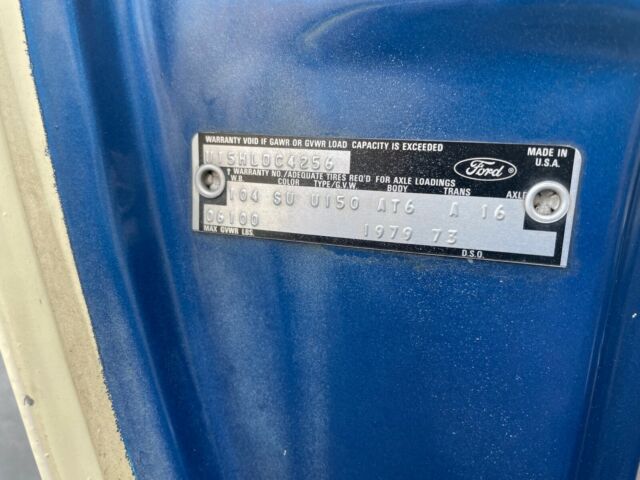 WARRANTY VOID IF GAWR OR GVWR LOAD CAPACITY IS EXCEEDED
U15HLDC4256
WARRANTY NO./ADEQUATE TIRES REQ'D FOR AXLE LOADINGS
Ford
MADE IN
U.S.A.
W.B. COLOR TYPE/G.V.W. BODY TRANS AXLE
104 SU U150 AT6 A 16
06100 1979 73
MAX GVWR LBS. D.S.O.